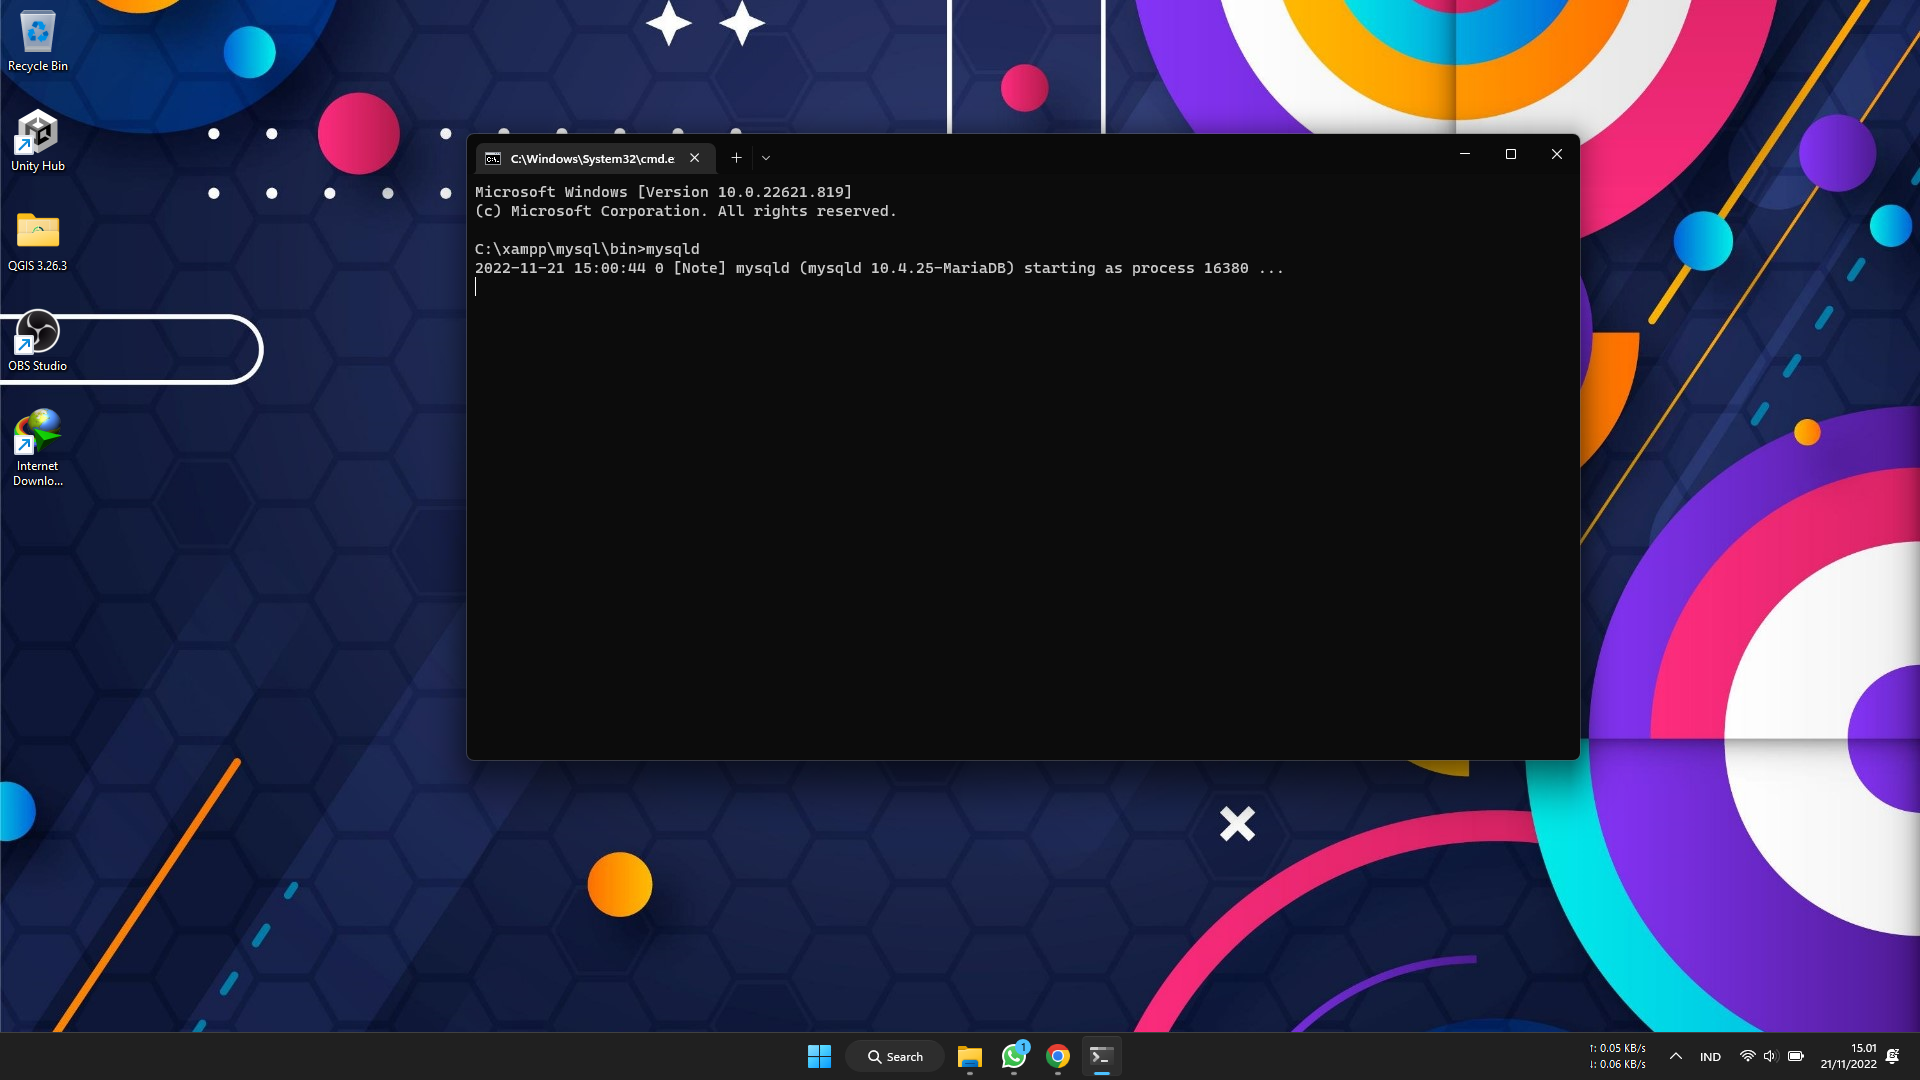 Recycle Bin
Unity Hub
QGIS 3.26.3
OBS Studio
Internet
Downlo...
C:\Windows\System32\cmd.e
Microsoft Windows [Version 10.0.22621.819]
(c) Microsoft Corporation. All rights reserved.
C:\xampp\mysql\bin>mysqld
2022-11-21 15:00:44 0 [Note] mysqld (mysqld 10.4.25-MariaDB) starting as process 16380 ...
Search
1
↑: 0.05 KB/s
↓: 0.06 KB/s
IND
15.01
21/11/2022